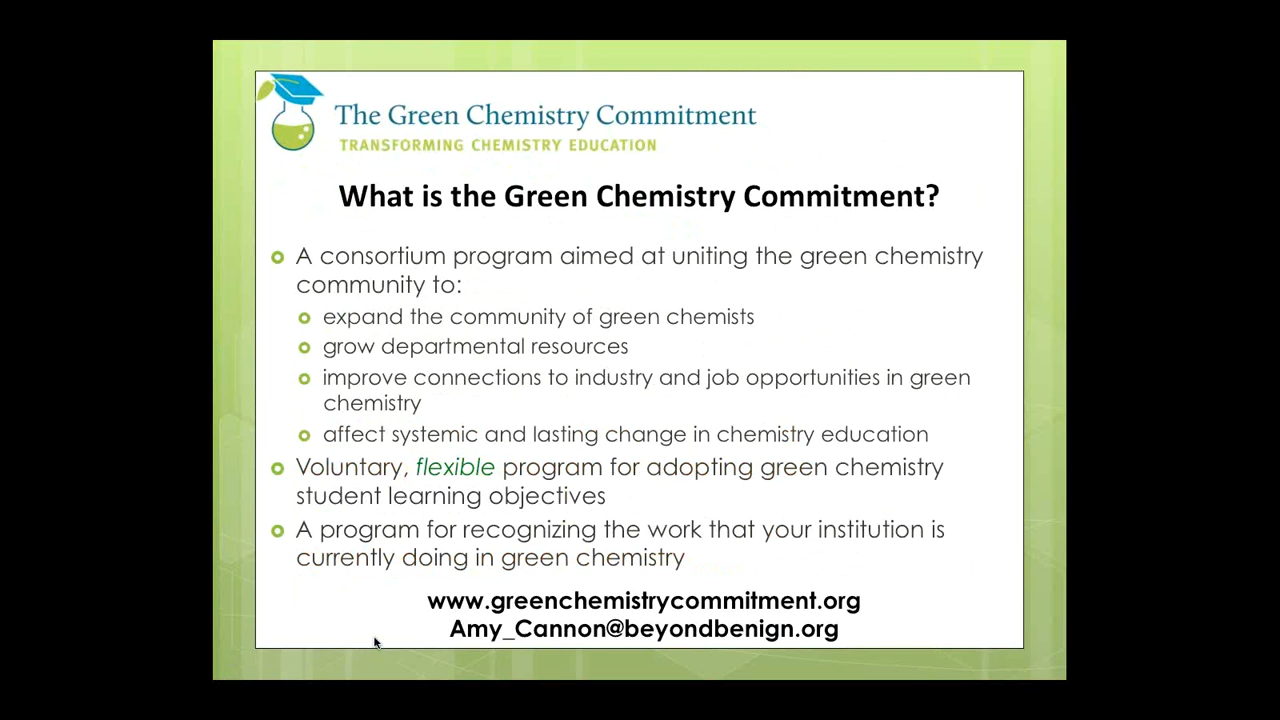 The Green Chemistry Commitment
TRANSFORMING CHEMISTRY EDUCATION
What is the Green Chemistry Commitment?
A consortium program aimed at uniting the green chemistry
community to:
expand the community of green chemists
grow departmental resources
improve connections to industry and job opportunities in green
chemistry
affect systemic and lasting change in chemistry education
Voluntary, flexible program for adopting green chemistry
student learning objectives
A program for recognizing the work that your institution is
currently doing in green chemistry
www.greenchemistrycommitment.org
Amy_Cannon@beyondbenign.org